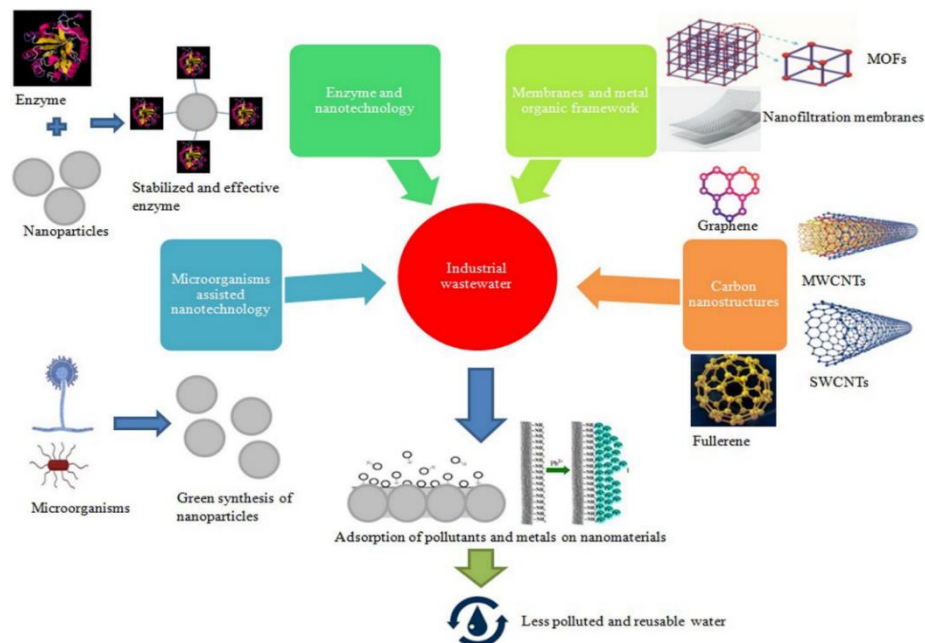 Enzyme
Nanoparticles
Stabilized and effective
enzyme
Enzyme and
nanotechnology
Membranes and metal
organic framework
MOFs
Nanofiltration membranes
Graphene
MWCNTs
SWCNTs
Fullerene
Carbon
nanostructures
Microorganisms
assisted
nanotechnology
Industrial
wastewater
Microorganisms
Green synthesis of
nanoparticles
Adsorption of pollutants and metals on nanomaterials
Less polluted and reusable water